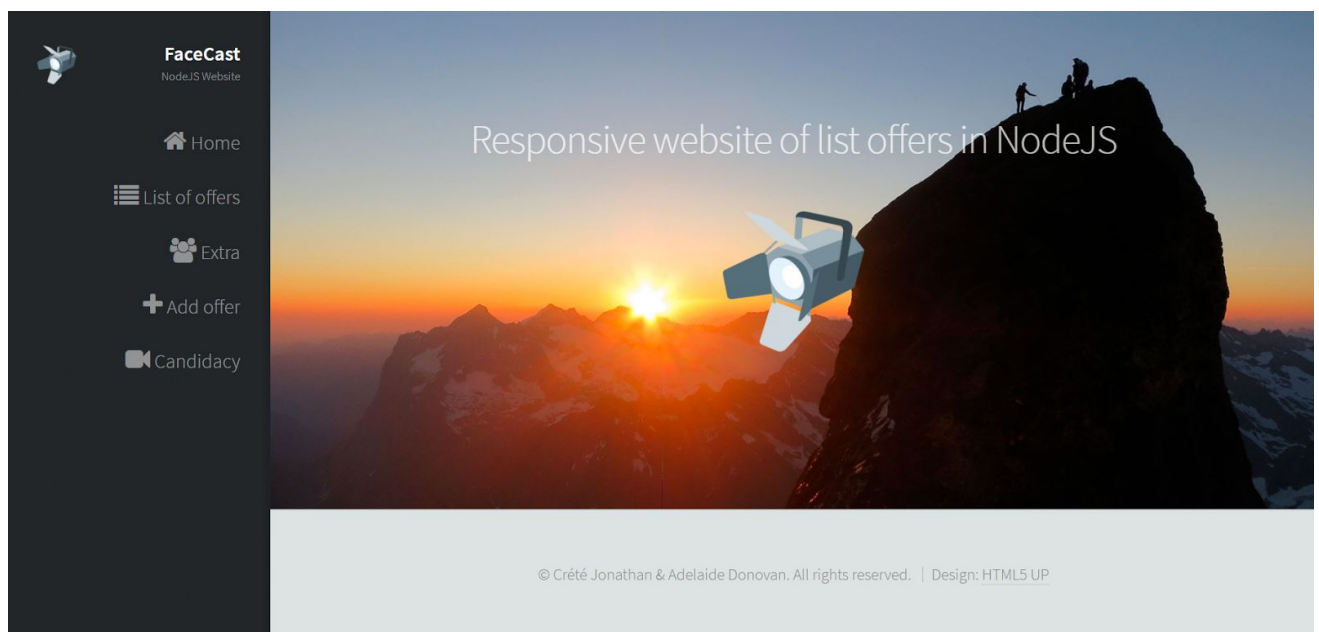 FaceCast
NodeJS Website
Home
List of offers
Extra
Add offer
Candidacy
Responsive website of list offers in NodeJS
© Crété Jonathan & Adelaide Donovan. All rights reserved. | Design: HTML5 UP